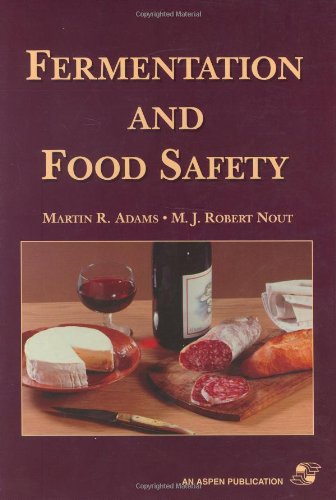 FERMENTATION
AND
FOOD SAFETY
MARTIN R. ADAMS • M. J. ROBERT NOUT
AN ASPEN PUBLICATION